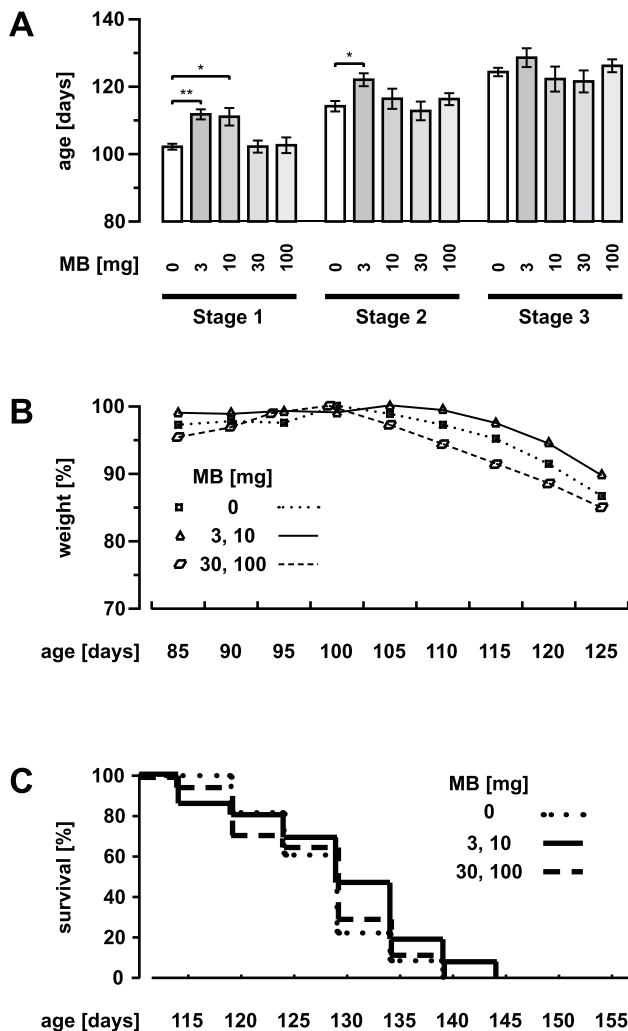 A
age [days]
140
120
100
80
*
**
*
MB [mg]
0 3 10 30 100
0 3 10 30 100
0 3 10 30 100
Stage 1 Stage 2 Stage 3
B
weight [%]
100
90
80
70
MB [mg]
0
3, 10
30, 100
age [days] 85 90 95 100 105 110 115 120 125
C
survival [%]
100
80
60
40
20
0
MB [mg]
0
3, 10
30, 100
age [days] 115 120 125 130 135 140 145 150 155